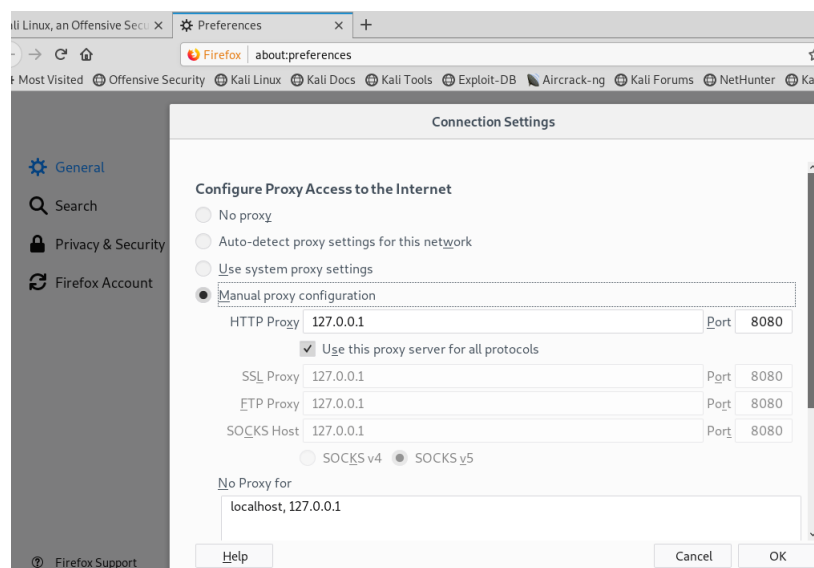 ali Linux, an Offensive Secu
Preferences
Firefox about:preferences
Most Visited Offensive Security Kali Linux Kali Docs Kali Tools Exploit-DB Aircrack-ng Kali Forums NetHunter Ka
Connection Settings
General
Search
Privacy & Security
Firefox Account
Firefox Support
Configure Proxy Access to the Internet
No proxy
Auto-detect proxy settings for this network
Use system proxy settings
Manual proxy configuration
HTTP Proxy 127.0.0.1 Port 8080
Use this proxy server for all protocols
SSL Proxy 127.0.0.1 Port 8080
FTP Proxy 127.0.0.1 Port 8080
SOCKS Host 127.0.0.1 Port 8080
SOCKS v4 SOCKS v5
No Proxy for
localhost, 127.0.0.1
Help Cancel OK